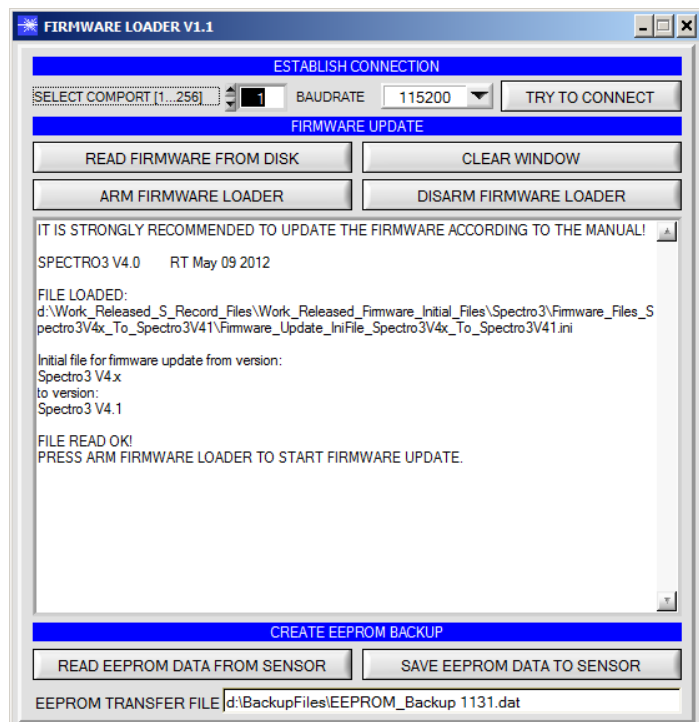 FIRMWARE LOADER V1.1
ESTABLISH CONNECTION
SELECT COMPORT [1...256] 1 BAUDRATE 115200 TRY TO CONNECT
FIRMWARE UPDATE
READ FIRMWARE FROM DISK CLEAR WINDOW
ARM FIRMWARE LOADER DISARM FIRMWARE LOADER
IT IS STRONGLY RECOMMENDED TO UPDATE THE FIRMWARE ACCORDING TO THE MANUAL!
SPECTRO3 V4.0 RT May 09 2012
FILE LOADED:
d:\Work_Released_S_Record_Files\Work_Released_Firmware_Initial_Files\Spectro3\Firmware_Files_S
pectro3V4x_To_Spectro3V41\Firmware_Update_IniFile_Spectro3V4x_To_Spectro3V41.ini
Initial file for firmware update from version:
Spectro3 V4.x
to version:
Spectro3 V4.1
FILE READ OK!
PRESS ARM FIRMWARE LOADER TO START FIRMWARE UPDATE.
CREATE EEPROM BACKUP
READ EEPROM DATA FROM SENSOR SAVE EEPROM DATA TO SENSOR
EEPROM TRANSFER FILE d:\BackupFiles\EEPROM_Backup 1131.dat